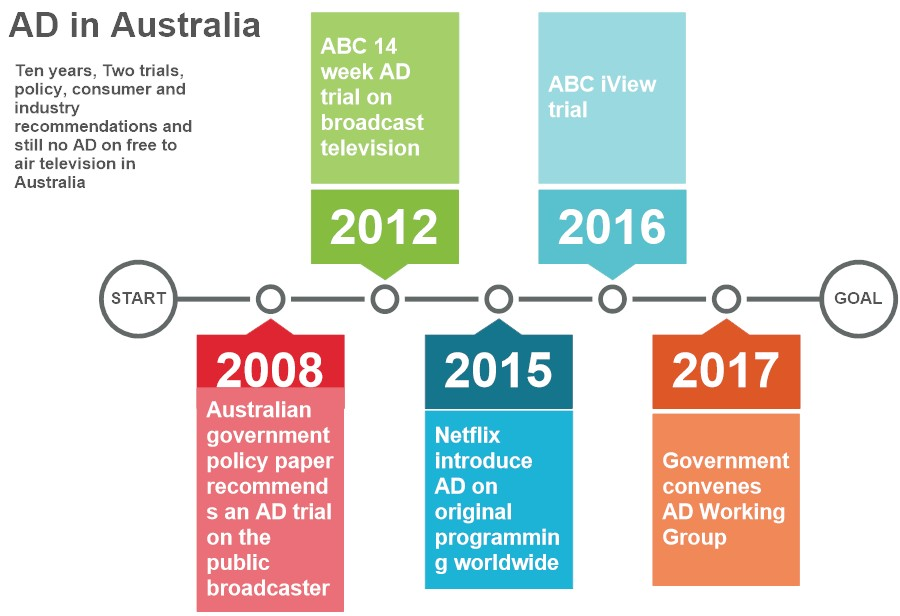 AD in Australia
Ten years, Two trials,
policy, consumer and
industry
recommendations and
still no AD on free to
air television in
Australia
ABC 14
week AD
trial on
broadcast
television
2012
ABC iView
trial
2016
START
GOAL
2008
Australian
government
policy paper
recommend
s an AD trial
on the
public
broadcaster
2015
Netflix
introduce
AD on
original
programmin
g worldwide
2017
Government
convenes
AD Working
Group